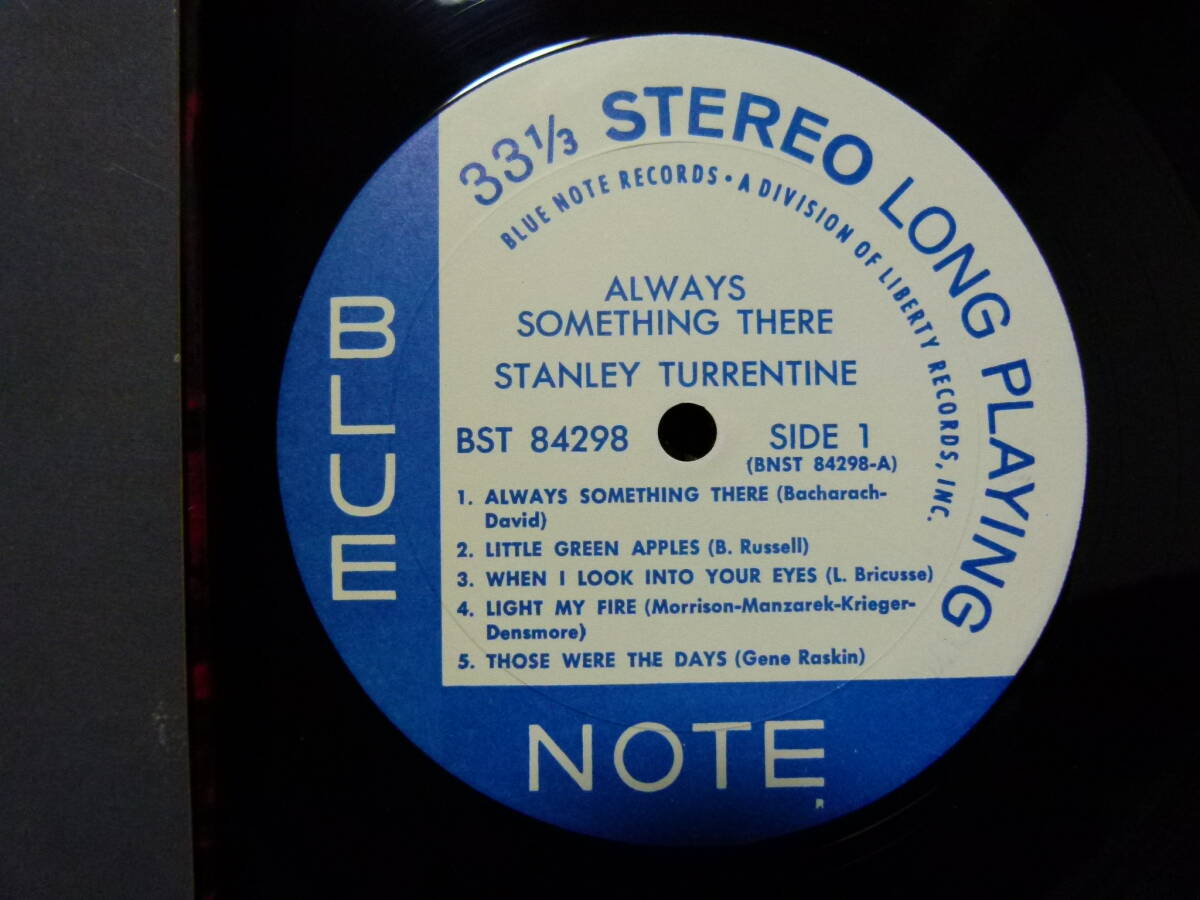 33⅓ STEREO LONG PLAYING
BLUE NOTE RECORDS • A DIVISION OF LIBERTY RECORDS, INC.
ALWAYS
SOMETHING THERE
STANLEY TURRENTINE
BST 84298
SIDE 1
(BNST 84298-A)
1. ALWAYS SOMETHING THERE (Bacharach-
David)
2. LITTLE GREEN APPLES (B. Russell)
3. WHEN I LOOK INTO YOUR EYES (L. Bricusse)
4. LIGHT MY FIRE (Morrison-Manzarek-Krieger-
Densmore)
5. THOSE WERE THE DAYS (Gene Raskin)
BLUE
NOTE